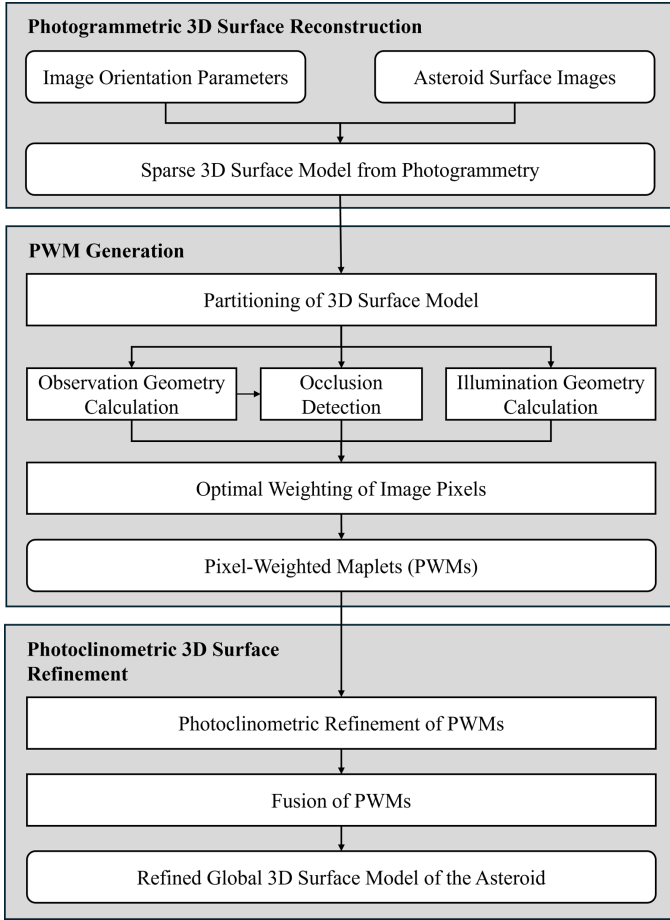 Photogrammetric 3D Surface Reconstruction
Image Orientation Parameters
Asteroid Surface Images
Sparse 3D Surface Model from Photogrammetry
PWM Generation
Partitioning of 3D Surface Model
Observation Geometry
Calculation
Occlusion
Detection
Illumination Geometry
Calculation
Optimal Weighting of Image Pixels
Pixel-Weighted Maplets (PWMs)
Photoclinometric 3D Surface
Refinement
Photoclinometric Refinement of PWMs
Fusion of PWMs
Refined Global 3D Surface Model of the Asteroid